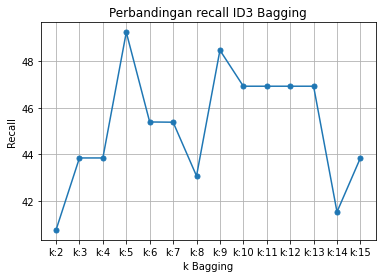 Perbandingan recall ID3 Bagging
Recall
48
46
44
42
k:2 k:3 k:4 k:5 k:6 k:7 k:8 k:9 k:10 k:11 k:12 k:13 k:14 k:15
k Bagging